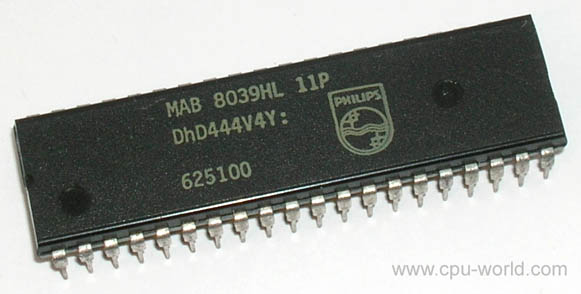 MAB 8039HL 11P
DhD444V4Y:
625100
PHILIPS
www.cpu-world.com